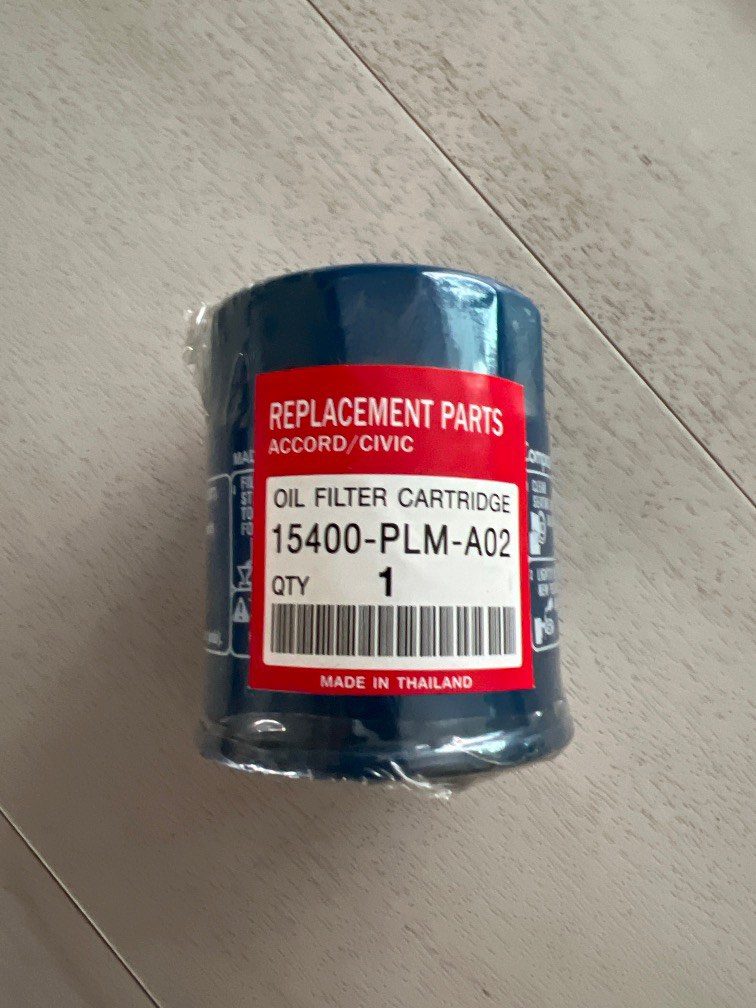 REPLACEMENT PARTS
ACCORD/CIVIC
OIL FILTER CARTRIDGE
15400-PLM-A02
QTY 1
MADE IN THAILAND